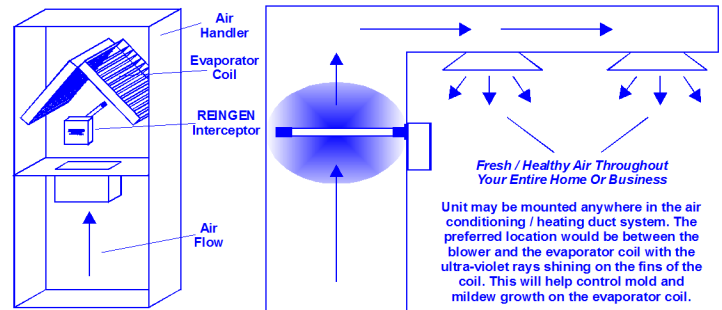 Air
Handler
Evaporator
Coil
REINGEN
Interceptor
Air
Flow
Fresh / Healthy Air Throughout
Your Entire Home Or Business
Unit may be mounted anywhere in the air
conditioning / heating duct system. The
preferred location would be between the
blower and the evaporator coil with the
ultra-violet rays shining on the fins of the
coil. This will help control mold and
mildew growth on the evaporator coil.